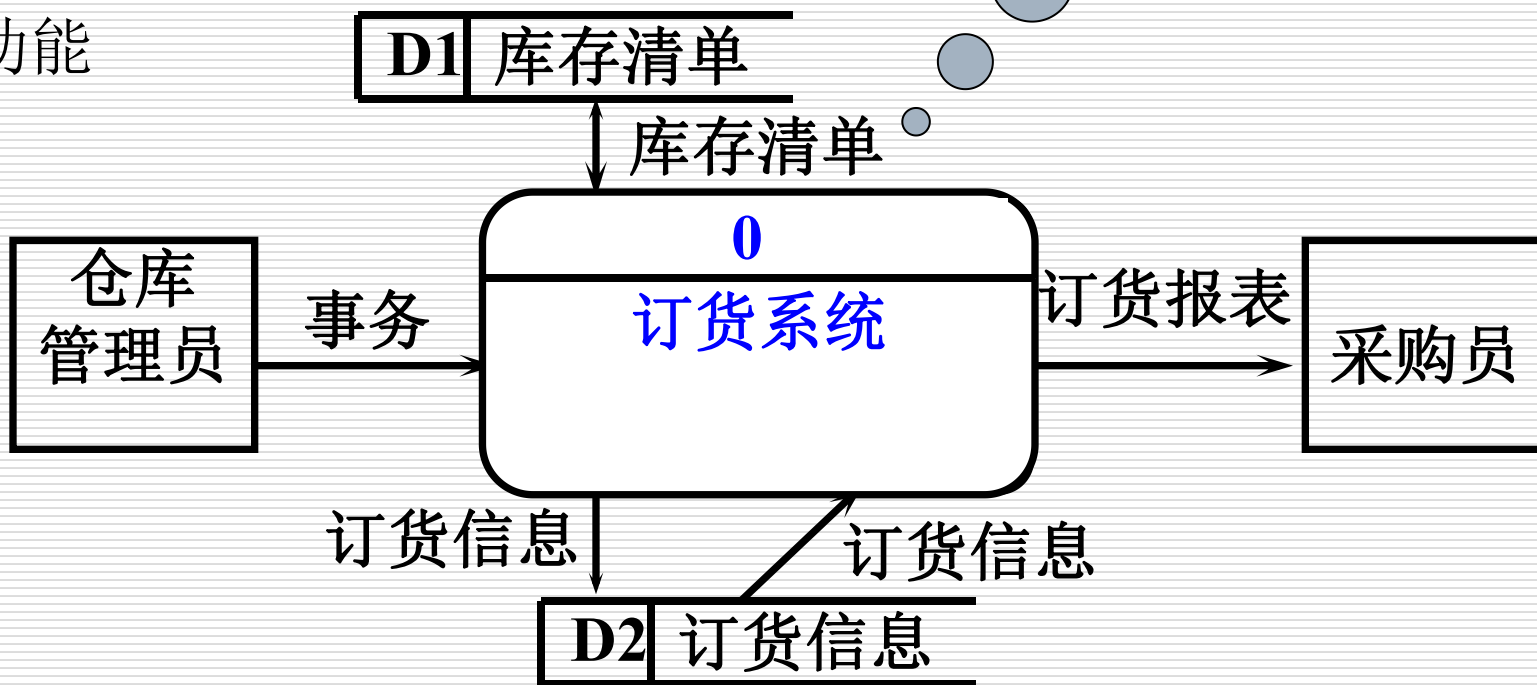 功能
D1 库存清单
库存清单
0
仓库
管理员
事务
订货系统
订货报表
采购员
订货信息
订货信息
D2 订货信息